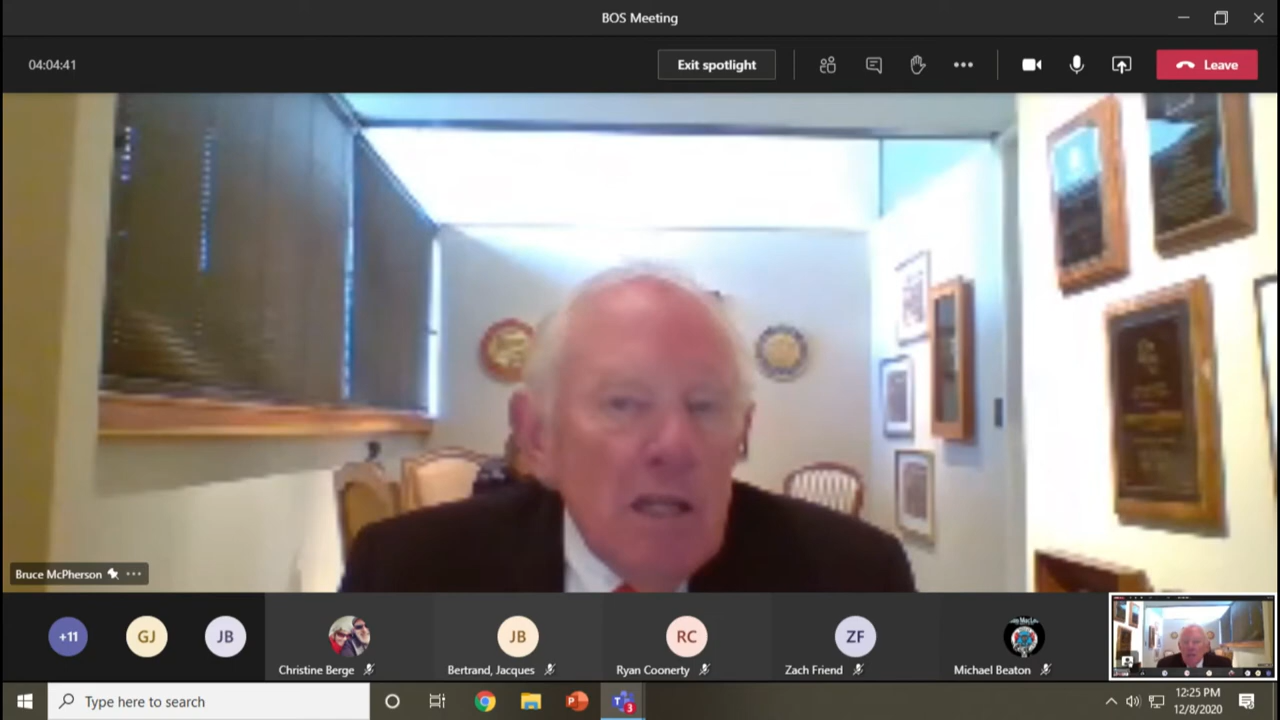 BOS Meeting
04:04:41
Exit spotlight
Leave
Bruce McPherson
+11
GJ
JB
Christine Berge
JB
Bertrand, Jacques
RC
Ryan Coonerty
ZF
Zach Friend
Michael Beaton
Type here to search
3
12:25 PM
12/8/2020